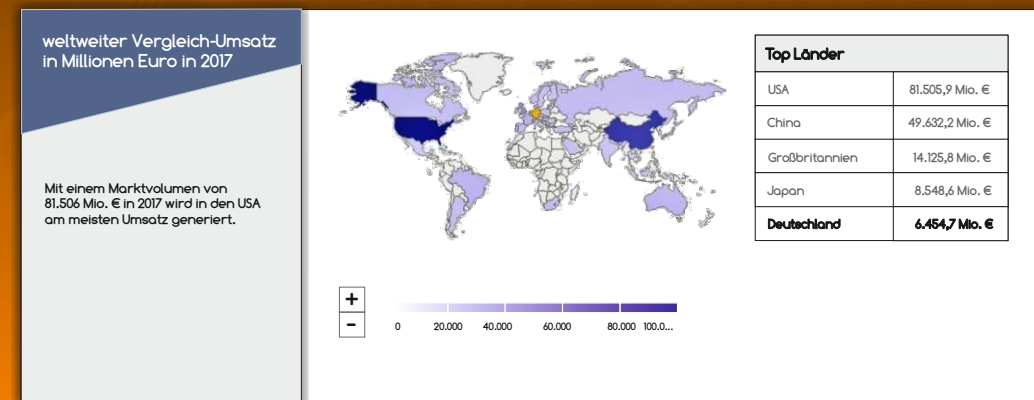 weltweiter Vergleich-Umsatz
in Millionen Euro in 2017
Mit einem Marktvolumen von
81.506 Mio. € in 2017 wird in den USA
am meisten Umsatz generiert.
Top Länder
USA 81.505,9 Mio. €
China 49.632,2 Mio. €
Großbritannien 14.125,8 Mio. €
Japan 8.548,6 Mio. €
Deutschland 6.454,7 Mio. €
+
-
0 20.000 40.000 60.000 80.000 100.0...